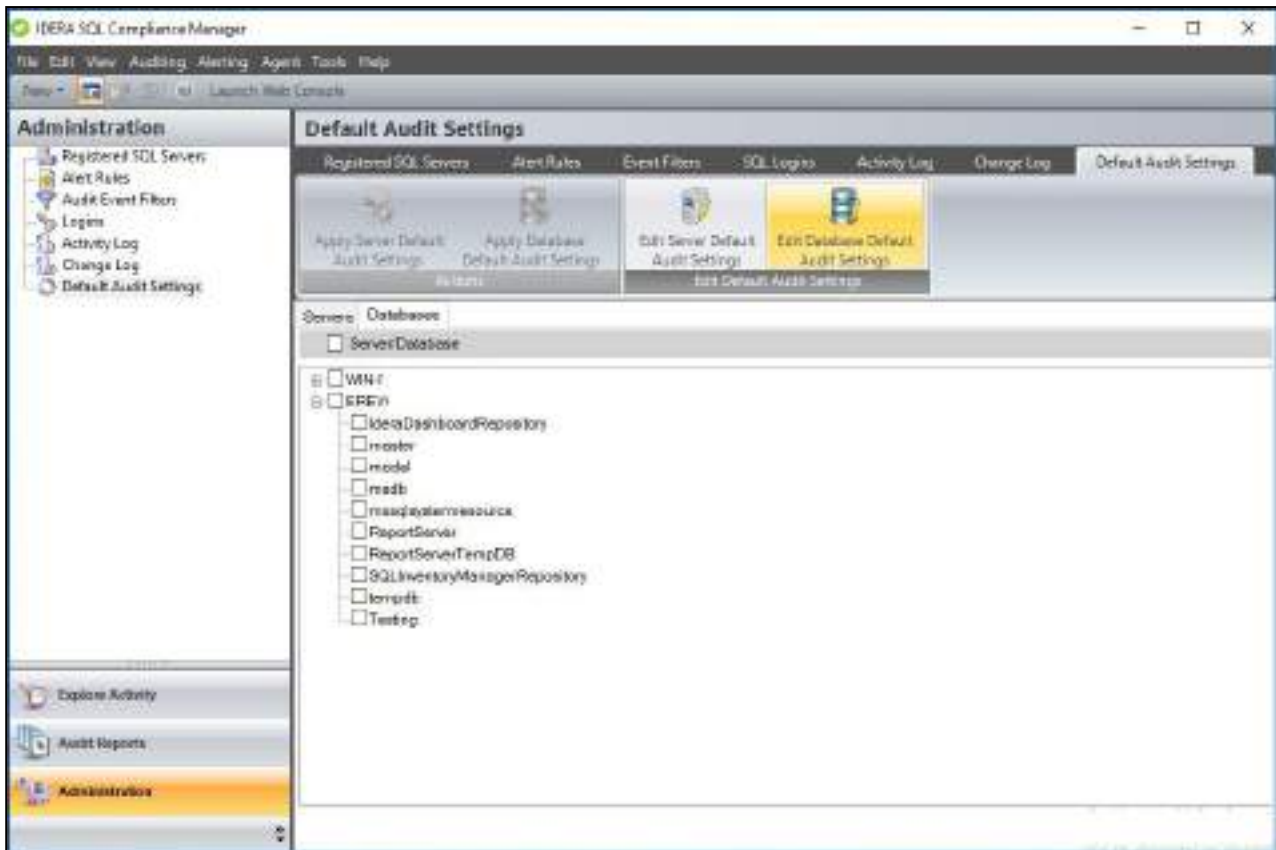 IDERA SQL Compliance Manager
File Edit View Auditing Alerting Agent Tools Help
New Launch Web Console
Administration
Registered SQL Servers
Alert Rules
Audit Event Filters
Logins
Activity Log
Change Log
Default Audit Settings
Default Audit Settings
Registered SQL Servers Alert Rules Event Filters SQL Logins Activity Log Change Log Default Audit Settings
Apply Server Default Audit Settings
Apply Database Default Audit Settings
Edit Server Default Audit Settings
Edit Database Default Audit Settings
Actions
Edit Default Audit Settings
Servers Databases
Server/Database
IderaDashboardRepository
master
model
msdb
mssqlsystemresource
ReportServer
ReportServerTempDB
SQLInventoryManagerRepository
tempdb
Testing
Explore Activity
Audit Reports
Administration